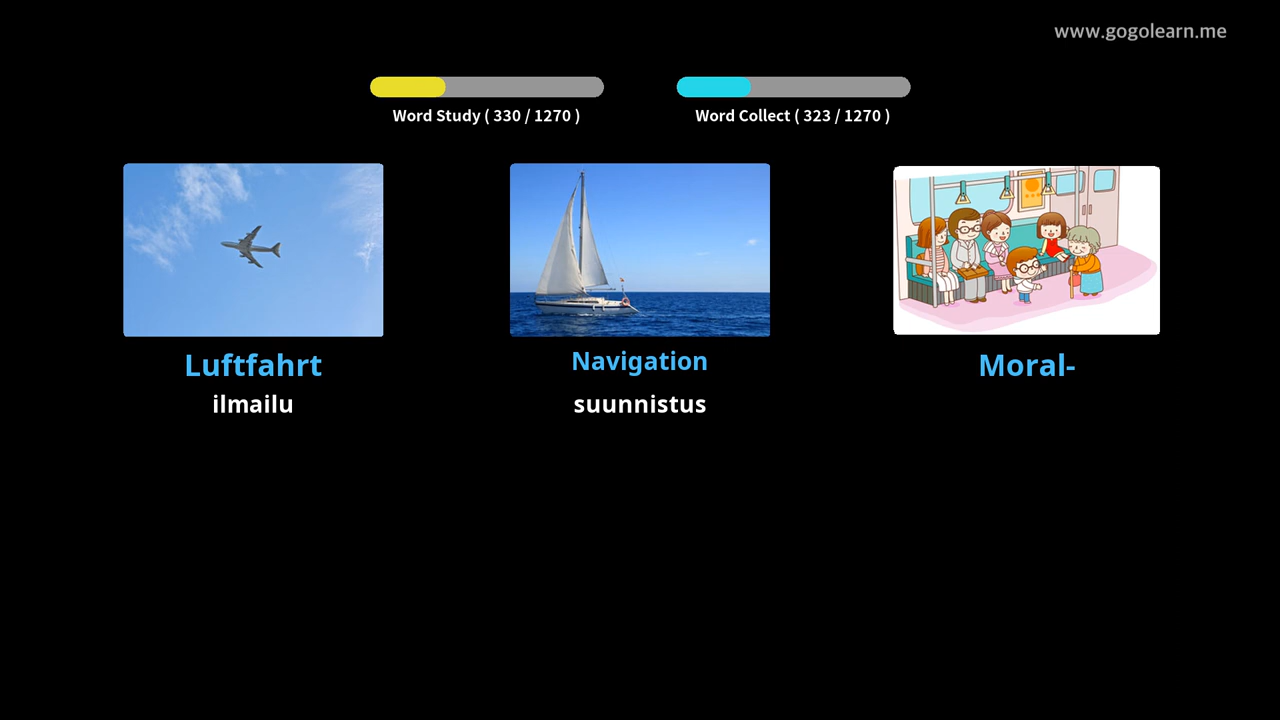 www.gogolearn.me
Word Study ( 330 / 1270 )
Word Collect ( 323 / 1270 )
Luftfahrt
Navigation
Moral-
ilmailu
suunnistus